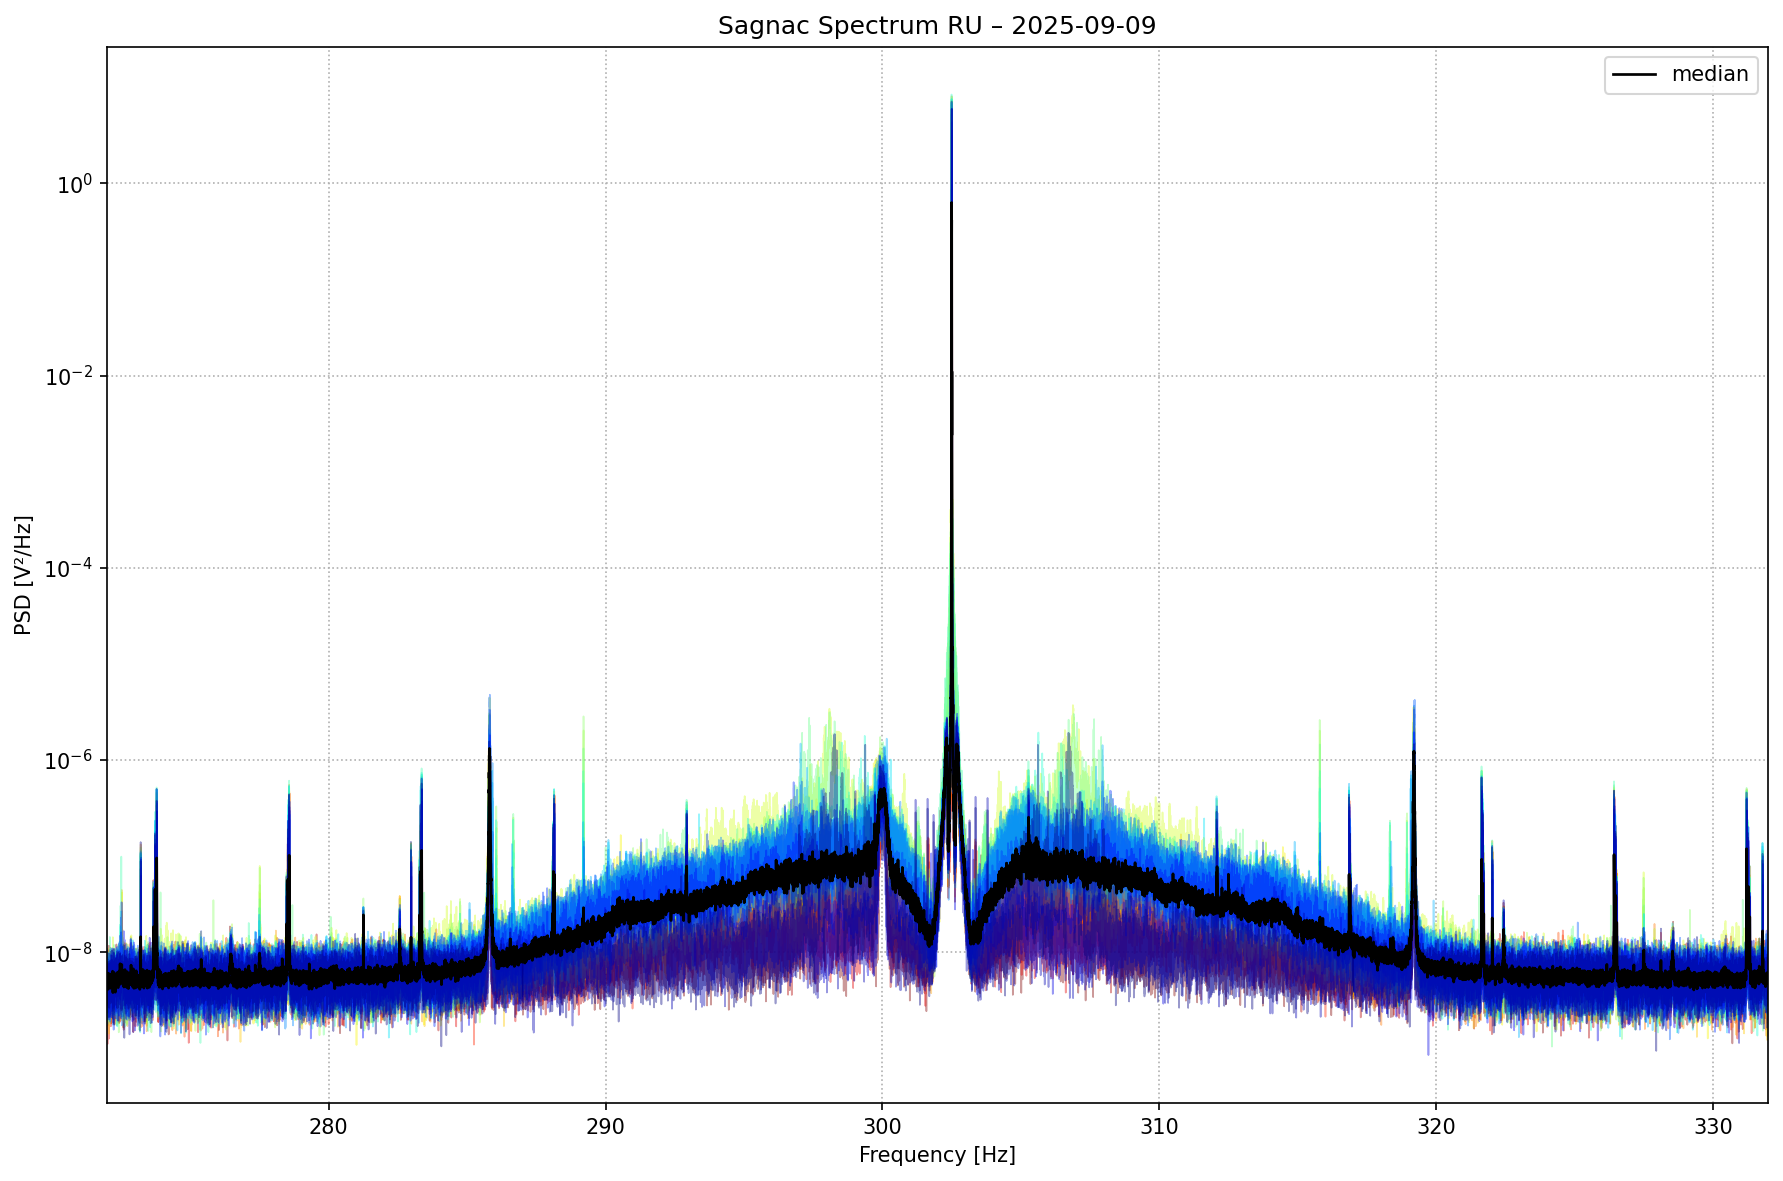 Sagnac Spectrum RU – 2025-09-09
median
10⁰
10⁻²
10⁻⁴
10⁻⁶
10⁻⁸
PSD [V²/Hz]
280 290 300 310 320 330
Frequency [Hz]